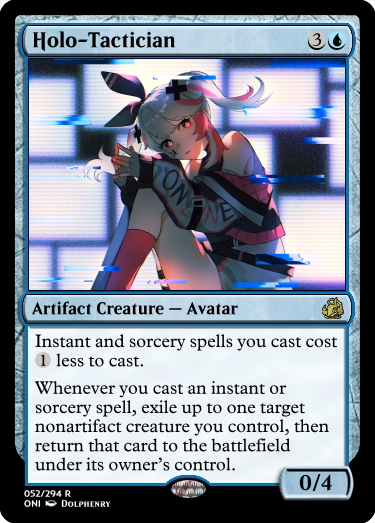 Holo-Tactician 3
ONLINE
Artifact Creature — Avatar
Instant and sorcery spells you cast cost
1 less to cast.
Whenever you cast an instant or
sorcery spell, exile up to one target
nonartifact creature you control, then
return that card to the battlefield
under its owner's control.
0/4
052/294 R
ONI DOLPHENRY